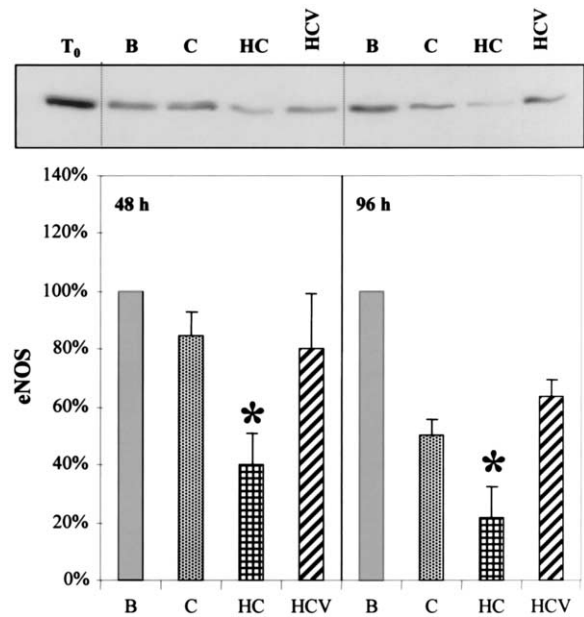 T₀ B C HC HCV B C HC HCV
140%
120%
100%
80%
60%
40%
20%
0%
eNOS
48 h 96 h
* *
B C HC HCV B C HC HCV